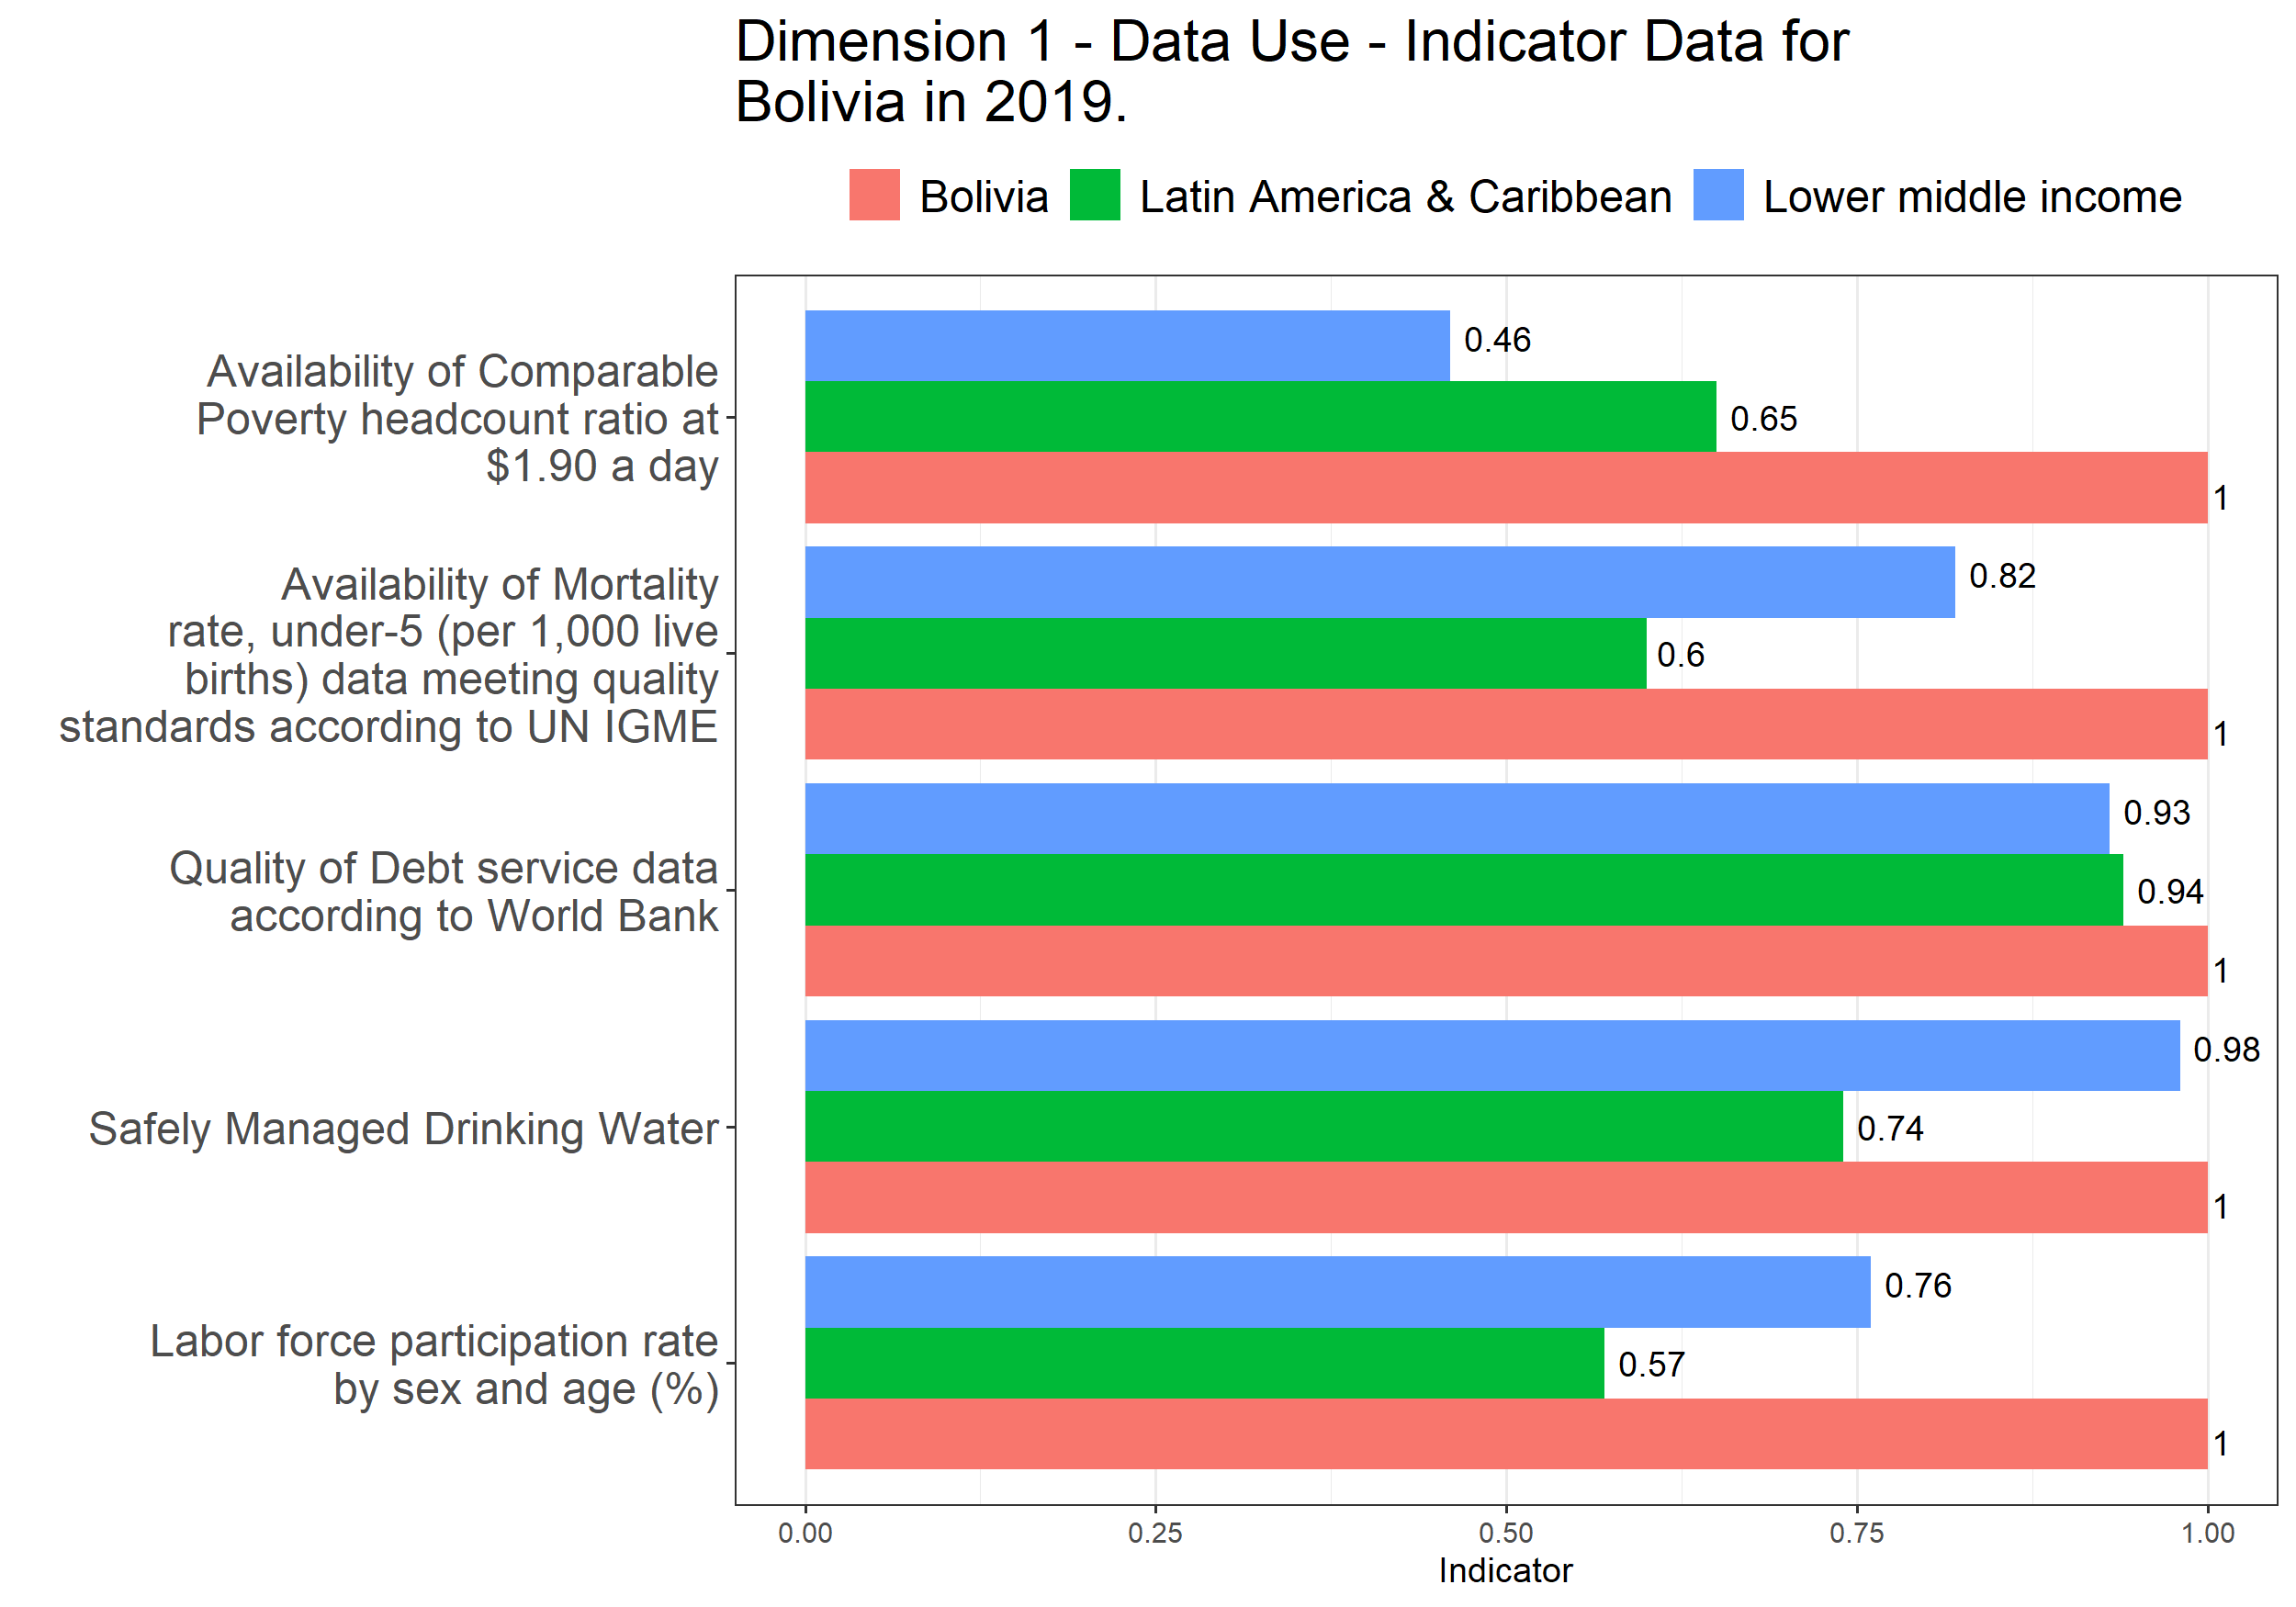 Dimension 1 - Data Use - Indicator Data for
Bolivia in 2019.
Bolivia
Latin America & Caribbean
Lower middle income
Availability of Comparable
Poverty headcount ratio at
$1.90 a day
0.46
0.65
1
Availability of Mortality
rate, under-5 (per 1,000 live
births) data meeting quality
standards according to UN IGME
0.82
0.6
1
Quality of Debt service data
according to World Bank
0.93
0.94
1
Safely Managed Drinking Water
0.98
0.74
1
Labor force participation rate
by sex and age (%)
0.76
0.57
1
0.00
0.25
0.50
0.75
1.00
Indicator